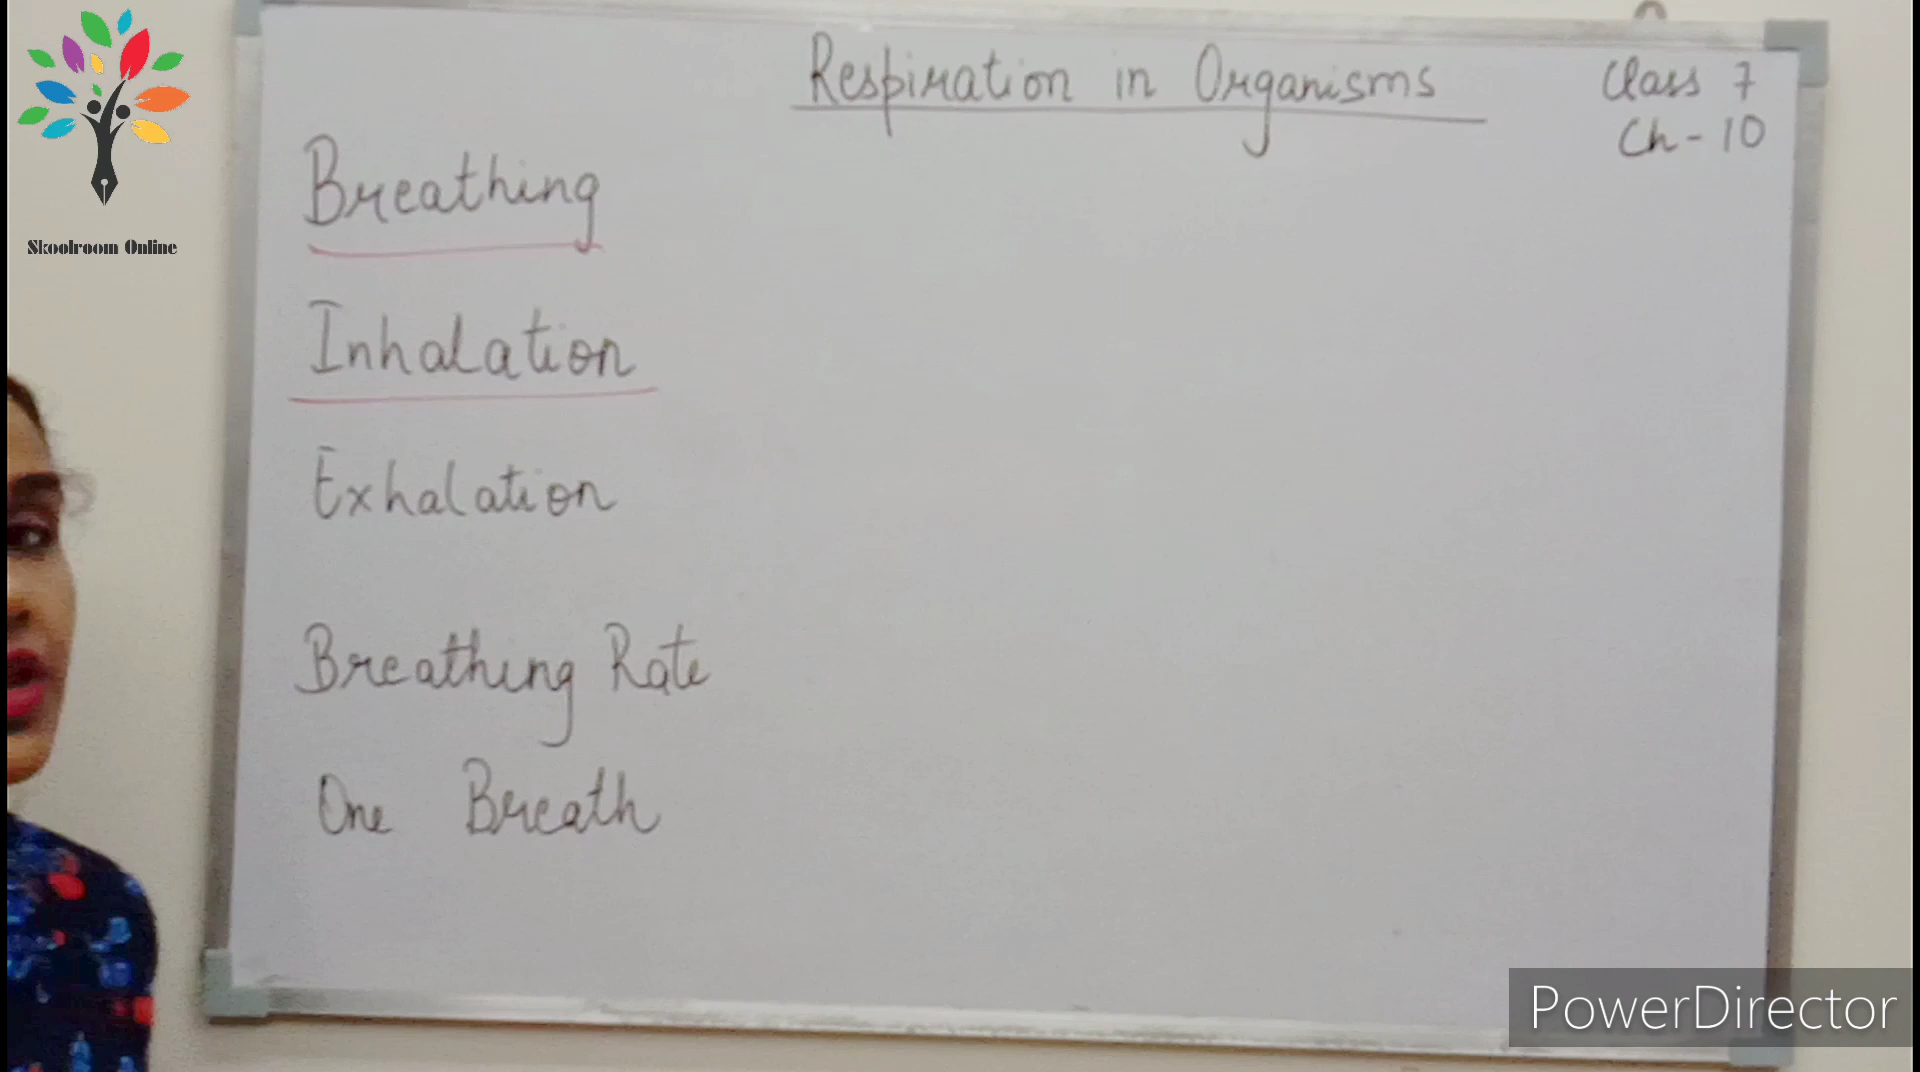 Respiration in Organisms
Class 7
Ch - 10
Breathing
Inhalation
Exhalation
Breathing Rate
One Breath
Skoolroom Online
PowerDirector